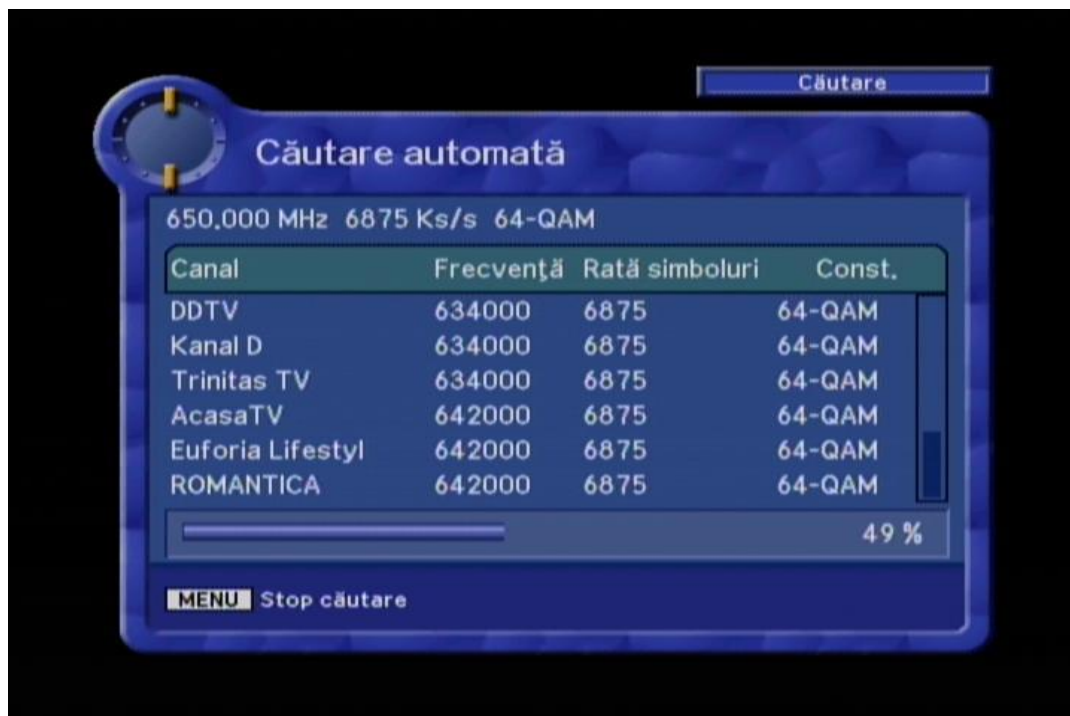 Căutare
Căutare automată
650,000 MHz 6875 Ks/s 64-QAM
Canal Frecvenţă Rată simboluri Const.
DDTV 634000 6875 64-QAM
Kanal D 634000 6875 64-QAM
Trinitas TV 634000 6875 64-QAM
AcasaTV 642000 6875 64-QAM
Euforia Lifestyl 642000 6875 64-QAM
ROMANTICA 642000 6875 64-QAM
49 %
MENU Stop căutare